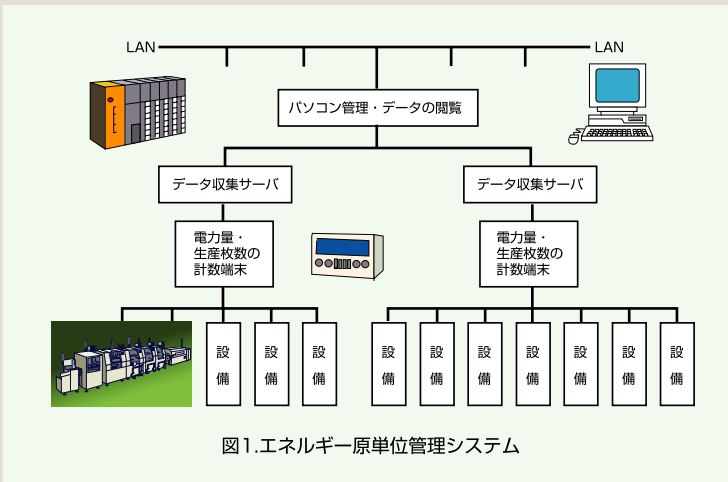 LAN
LAN
パソコン管理・データの閲覧
データ収集サーバ
データ収集サーバ
電力量・
生産枚数の
計数端末
電力量・
生産枚数の
計数端末
設備
設備
設備
設備
設備
設備
設備
設備
設備
設備
図1.エネルギー原単位管理システム